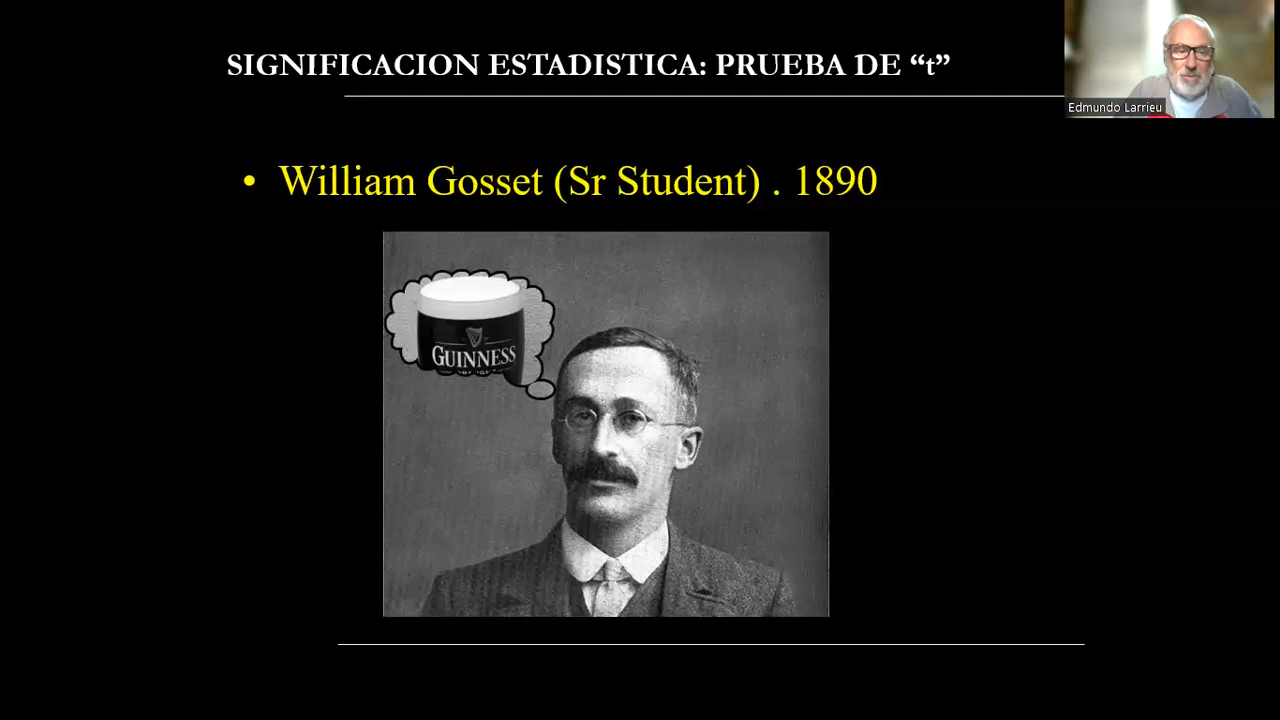 SIGNIFICACION ESTADISTICA: PRUEBA DE “t”
Edmundo Larrieu
• William Gosset (Sr Student) . 1890
GUINNESS